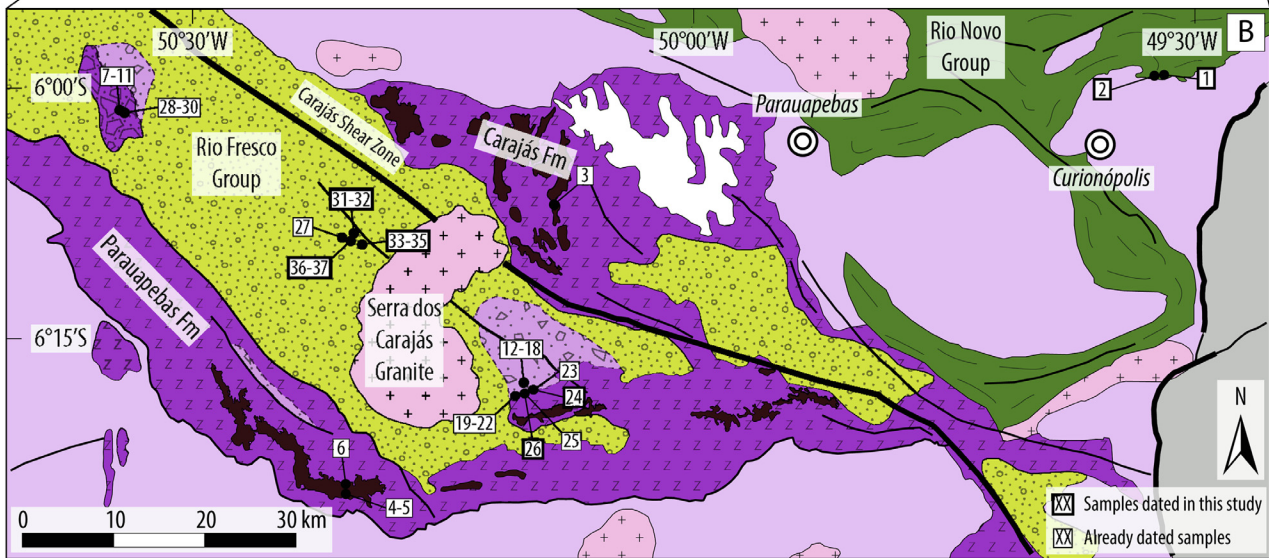 50°30'W
50°00'W
Rio Novo
Group
49°30'W
B
6°00'S
7-11
28-30
Carajás Shear Zone
Carajás Fm
Parauapebas
2
1
Rio Fresco
Group
Curionópolis
3
31-32
27
33-35
36-37
Parauapebas Fm
Serra dos
Carajás
Granite
6°15'S
12-18
23
24
19-22
25
26
6
4-5
N
0 10 20 30 km
XX Samples dated in this study
XX Already dated samples